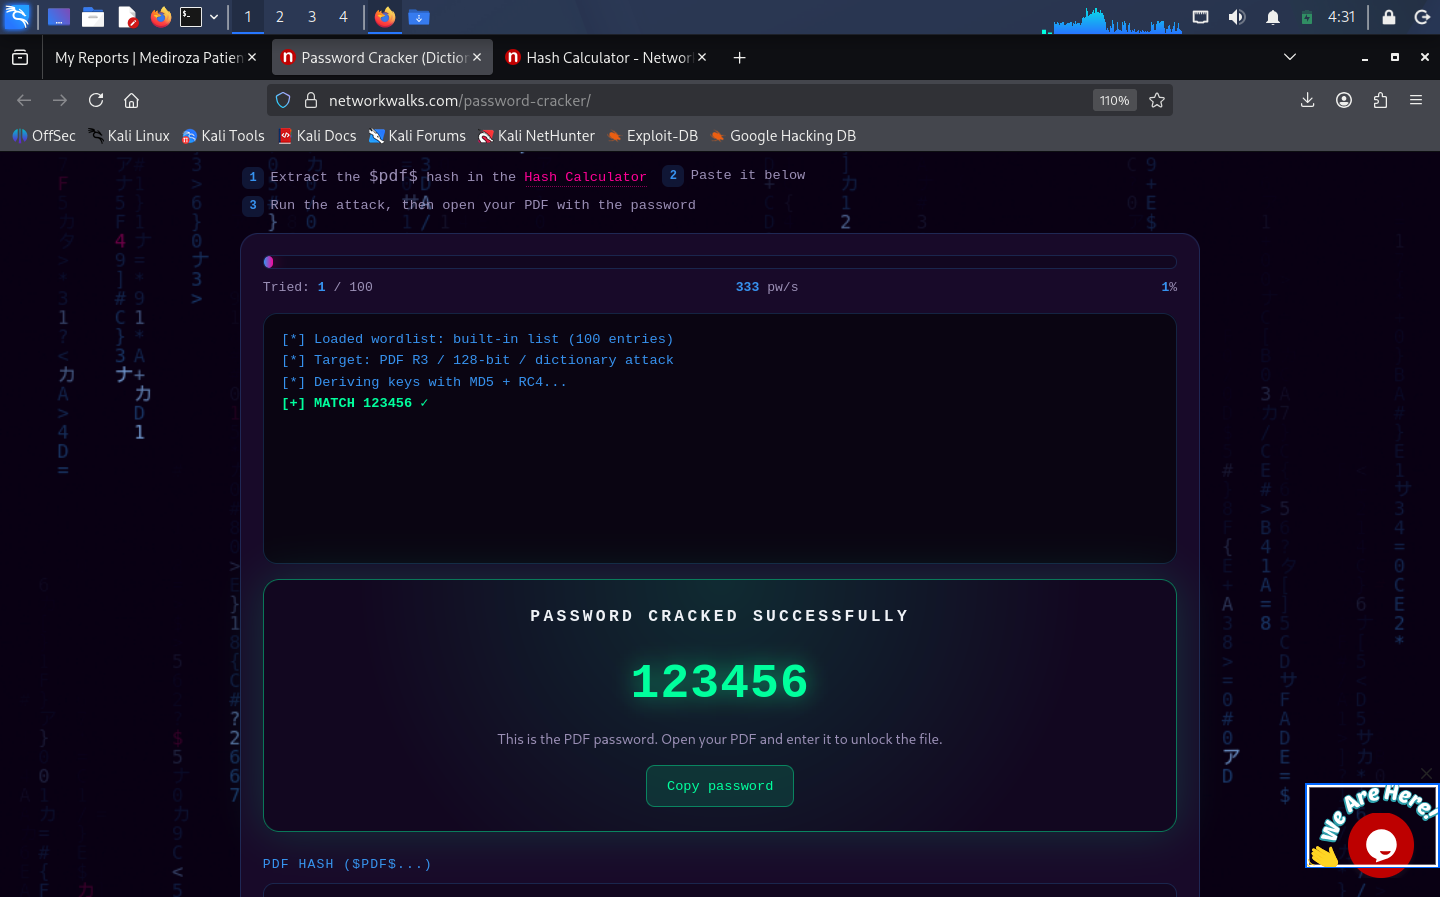 1 2 3 4 4:31
My Reports | Mediroza Patien Password Cracker (Diction Hash Calculator - Networ
networkwalks.com/password-cracker/ 110%
OffSec Kali Linux Kali Tools Kali Docs Kali Forums Kali NetHunter Exploit-DB Google Hacking DB
1 Extract the $pdf$ hash in the Hash Calculator 2 Paste it below
3 Run the attack, then open your PDF with the password
Tried: 1 / 100 333 pw/s 1%
[*] Loaded wordlist: built-in list (100 entries)
[*] Target: PDF R3 / 128-bit / dictionary attack
[*] Deriving keys with MD5 + RC4...
[+] MATCH 123456 ✓
PASSWORD CRACKED SUCCESSFULLY
123456
This is the PDF password. Open your PDF and enter it to unlock the file.
Copy password
We Are Here!
PDF HASH ($PDF$...)